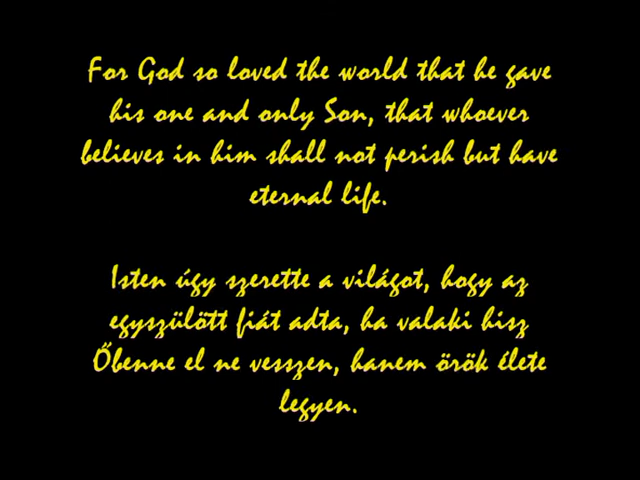 For God so loved the world that he gave
his one and only Son, that whoever
believes in him shall not perish but have
eternal life.
Isten úgy szerette a világot, hogy az
egyszülött fiát adta, ha valaki hisz
Őbenne el ne vesszen, hanem örök élete
legyen.